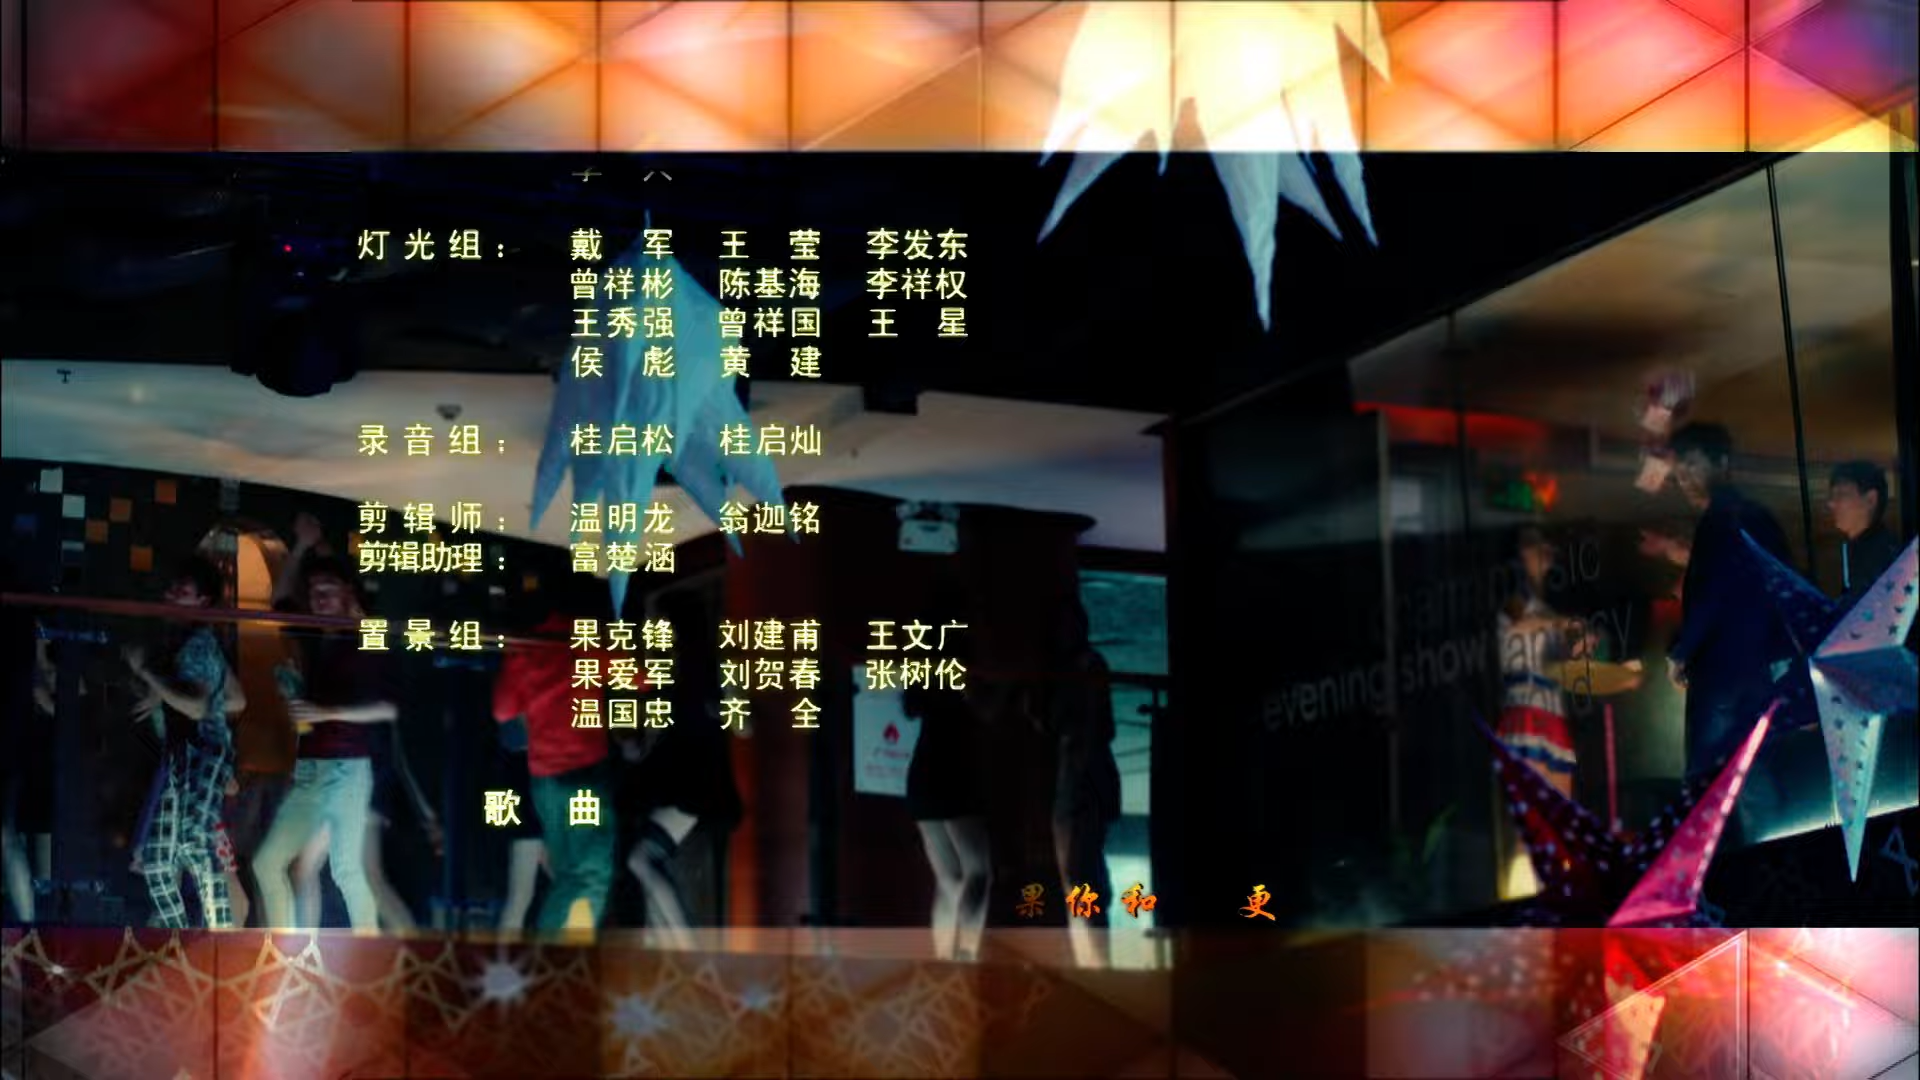 灯光组： 戴 军 王 莹 李发东
曾祥彬 陈基海 李祥权
王秀强 曾祥国 王 星
侯 彪 黄 建
录音组： 桂启松 桂启灿
剪辑师： 温明龙 翁迦铭
剪辑助理： 富楚涵
置景组： 果克锋 刘建甫 王文广
果爱军 刘贺春 张树伦
温国忠 齐 全
歌 曲
果你和 更
evening show fantasy